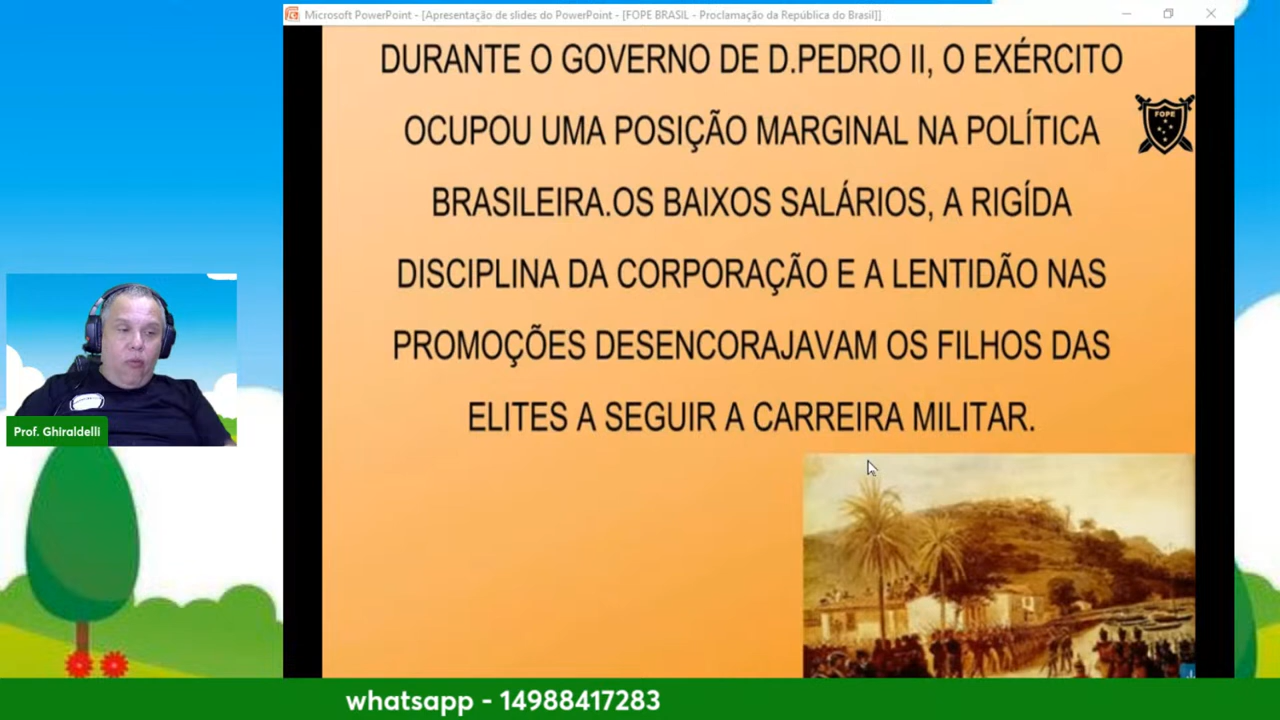 Microsoft PowerPoint - [Apresentação de slides do PowerPoint - [FOPE BRASIL - Proclamação da República do Brasil]]
DURANTE O GOVERNO DE D.PEDRO II, O EXÉRCITO
OCUPOU UMA POSIÇÃO MARGINAL NA POLÍTICA
FOPE
BRASILEIRA.OS BAIXOS SALÁRIOS, A RIGÍDA
DISCIPLINA DA CORPORAÇÃO E A LENTIDÃO NAS
PROMOÇÕES DESENCORAJAVAM OS FILHOS DAS
ELITES A SEGUIR A CARREIRA MILITAR.
Prof. Ghiraldelli
whatsapp - 14988417283